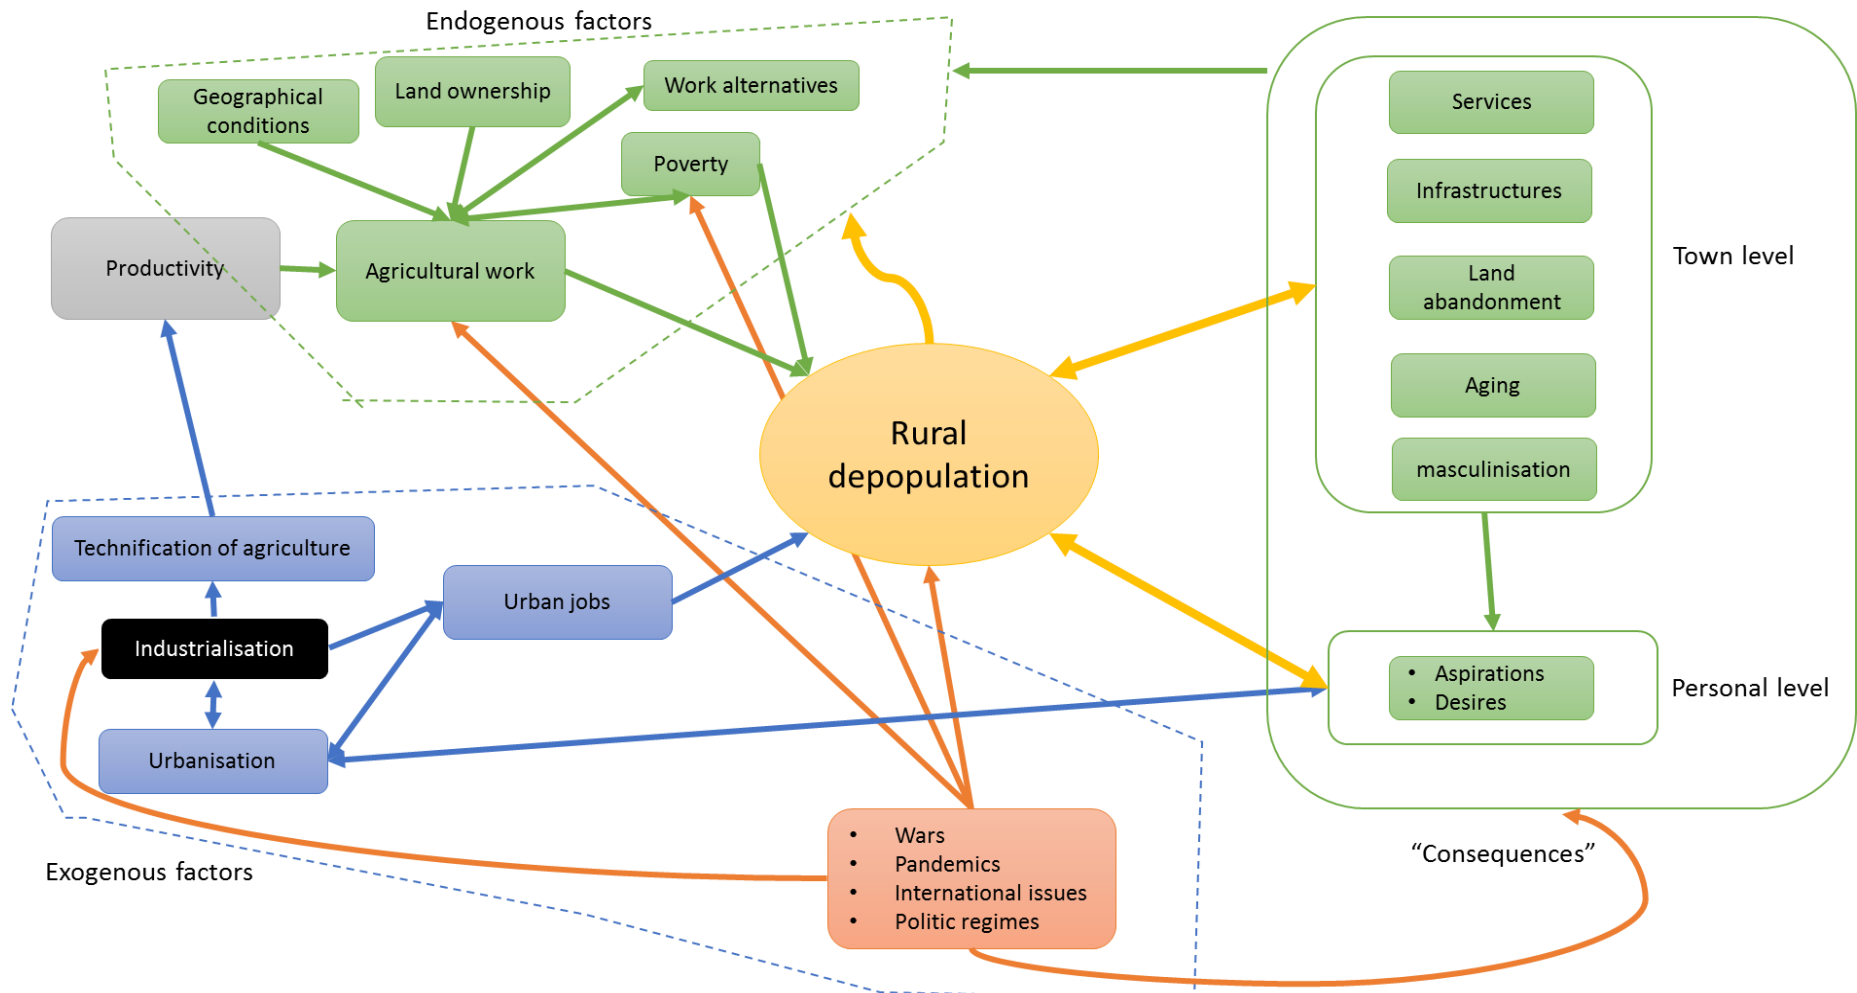 Endogenous factors
Geographical
conditions
Land ownership
Work alternatives
Poverty
Productivity
Agricultural work
Rural
depopulation
Services
Infrastructures
Land
abandonment
Aging
masculinisation
Town level
• Aspirations
• Desires
Personal level
"Consequences"
Technification of agriculture
Industrialisation
Urban jobs
Urbanisation
Exogenous factors
• Wars
• Pandemics
• International issues
• Politic regimes